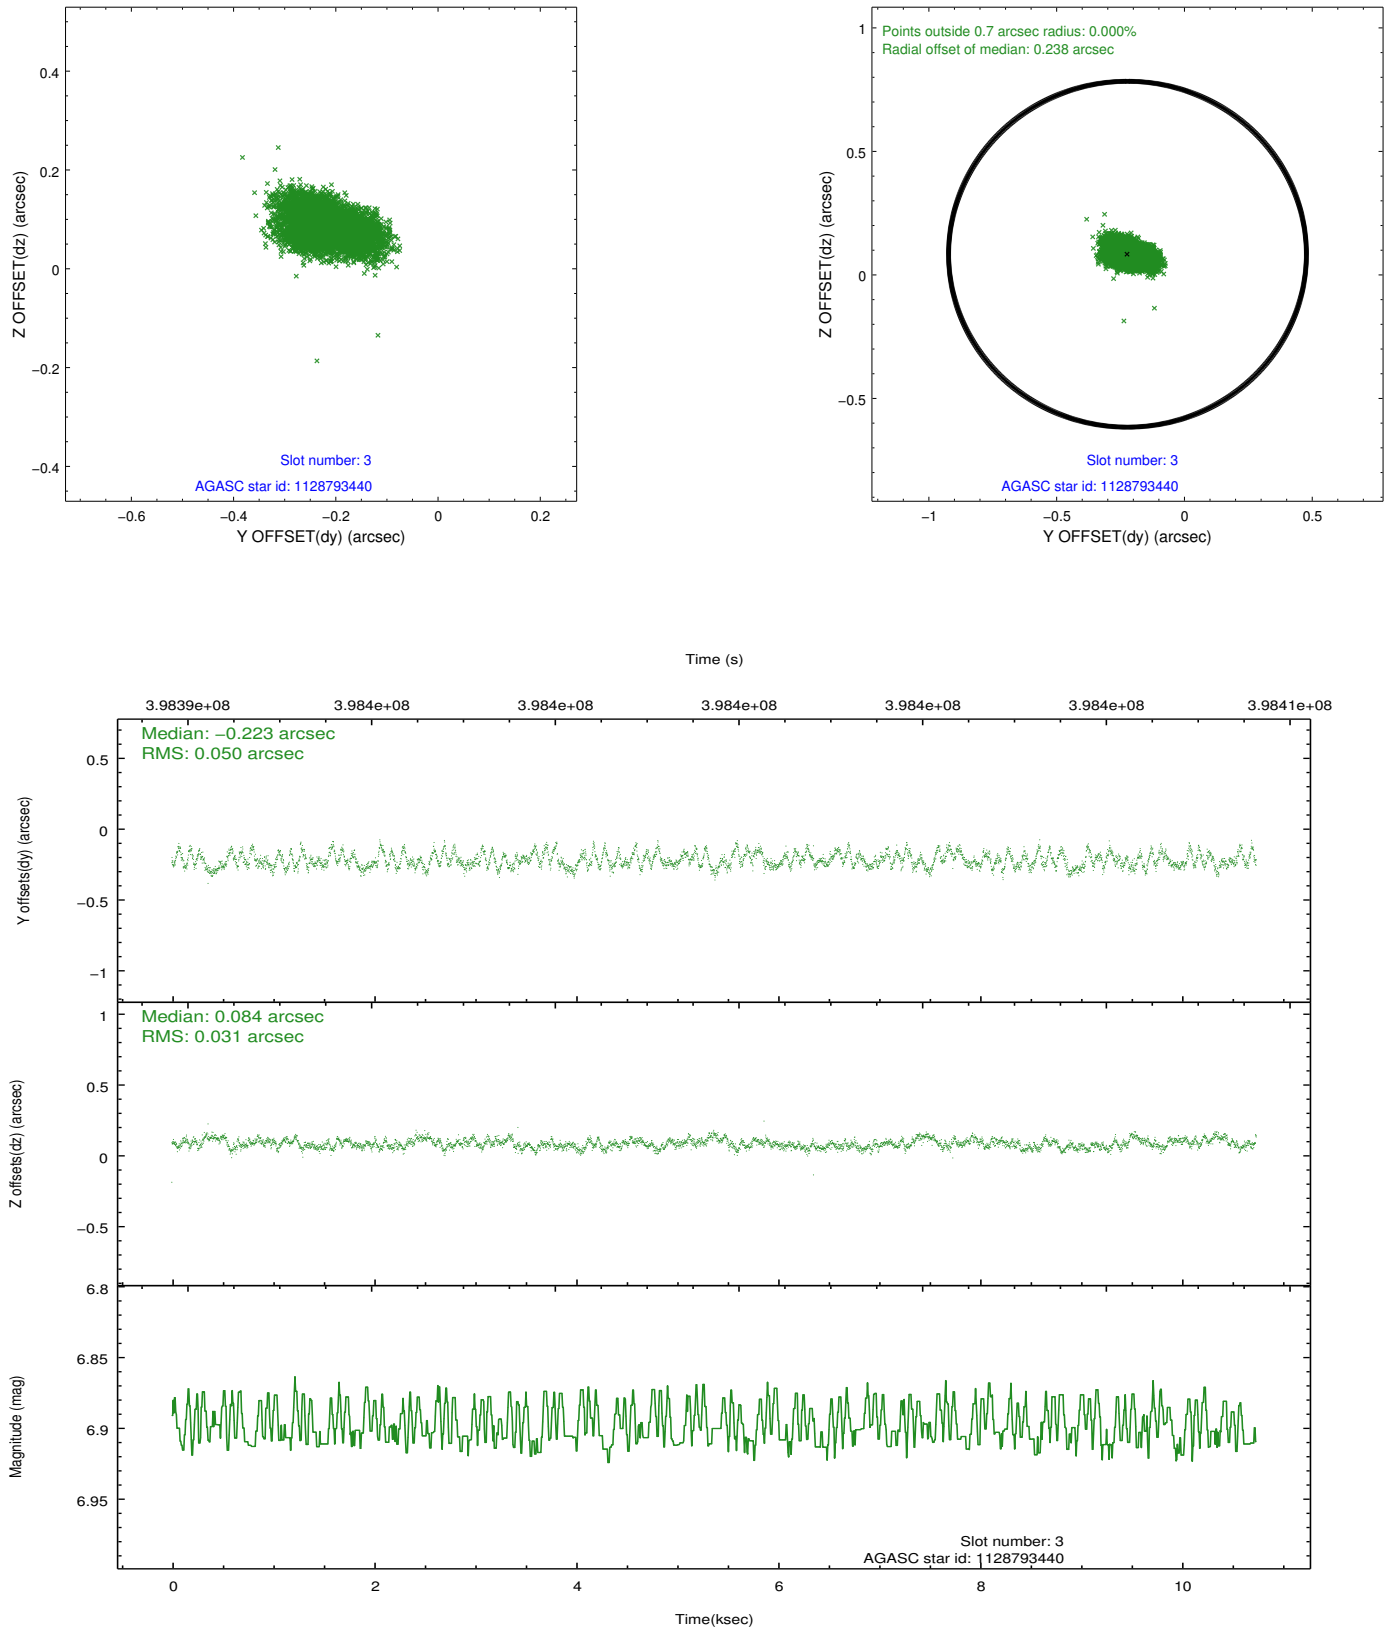 0.4
0.2
0
−0.2
−0.4
Z OFFSET(dz) (arcsec)
Slot number: 3
AGASC star id: 1128793440
−0.6
−0.4
−0.2
0
0.2
Y OFFSET(dy) (arcsec)
Points outside 0.7 arcsec radius: 0.000%
Radial offset of median: 0.238 arcsec
1
0.5
0
−0.5
Z OFFSET(dz) (arcsec)
Slot number: 3
AGASC star id: 1128793440
−1
−0.5
0
0.5
Y OFFSET(dy) (arcsec)
Time (s)
3.9839e+08
3.984e+08
3.984e+08
3.984e+08
3.984e+08
3.984e+08
3.9841e+08
Median: −0.223 arcsec
RMS: 0.050 arcsec
0.5
0
−0.5
−1
Y offsets(dy) (arcsec)
Median: 0.084 arcsec
RMS: 0.031 arcsec
1
0.5
0
−0.5
Z offsets(dz) (arcsec)
6.8
6.85
6.9
6.95
Magnitude (mag)
Slot number: 3
AGASC star id: 1128793440
0
2
4
6
8
10
Time(ksec)